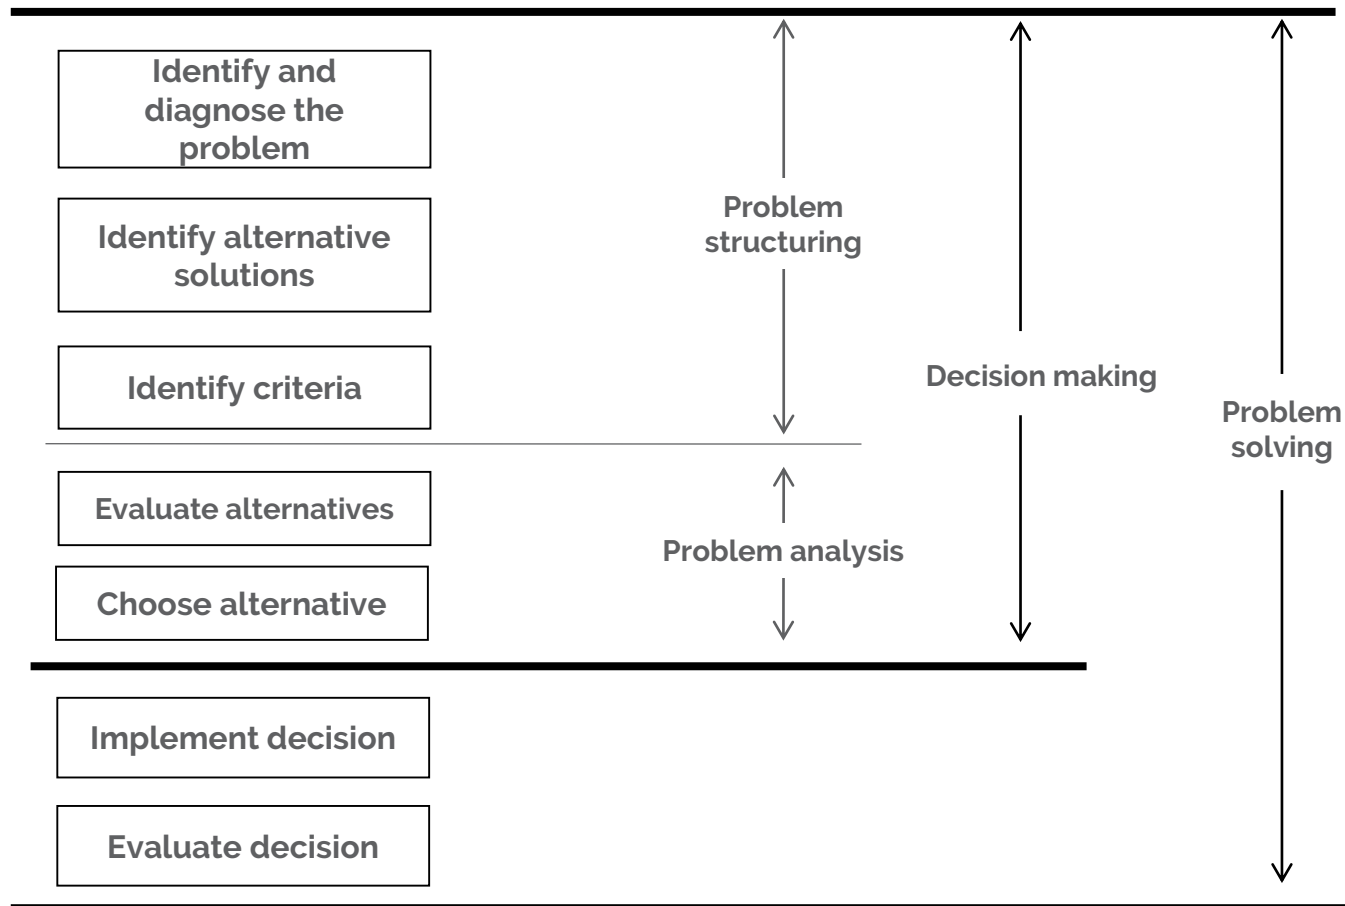 Identify and
diagnose the
problem
Identify alternative
solutions
Identify criteria
Evaluate alternatives
Choose alternative
Implement decision
Evaluate decision
Problem
structuring
Problem analysis
Decision making
Problem
solving